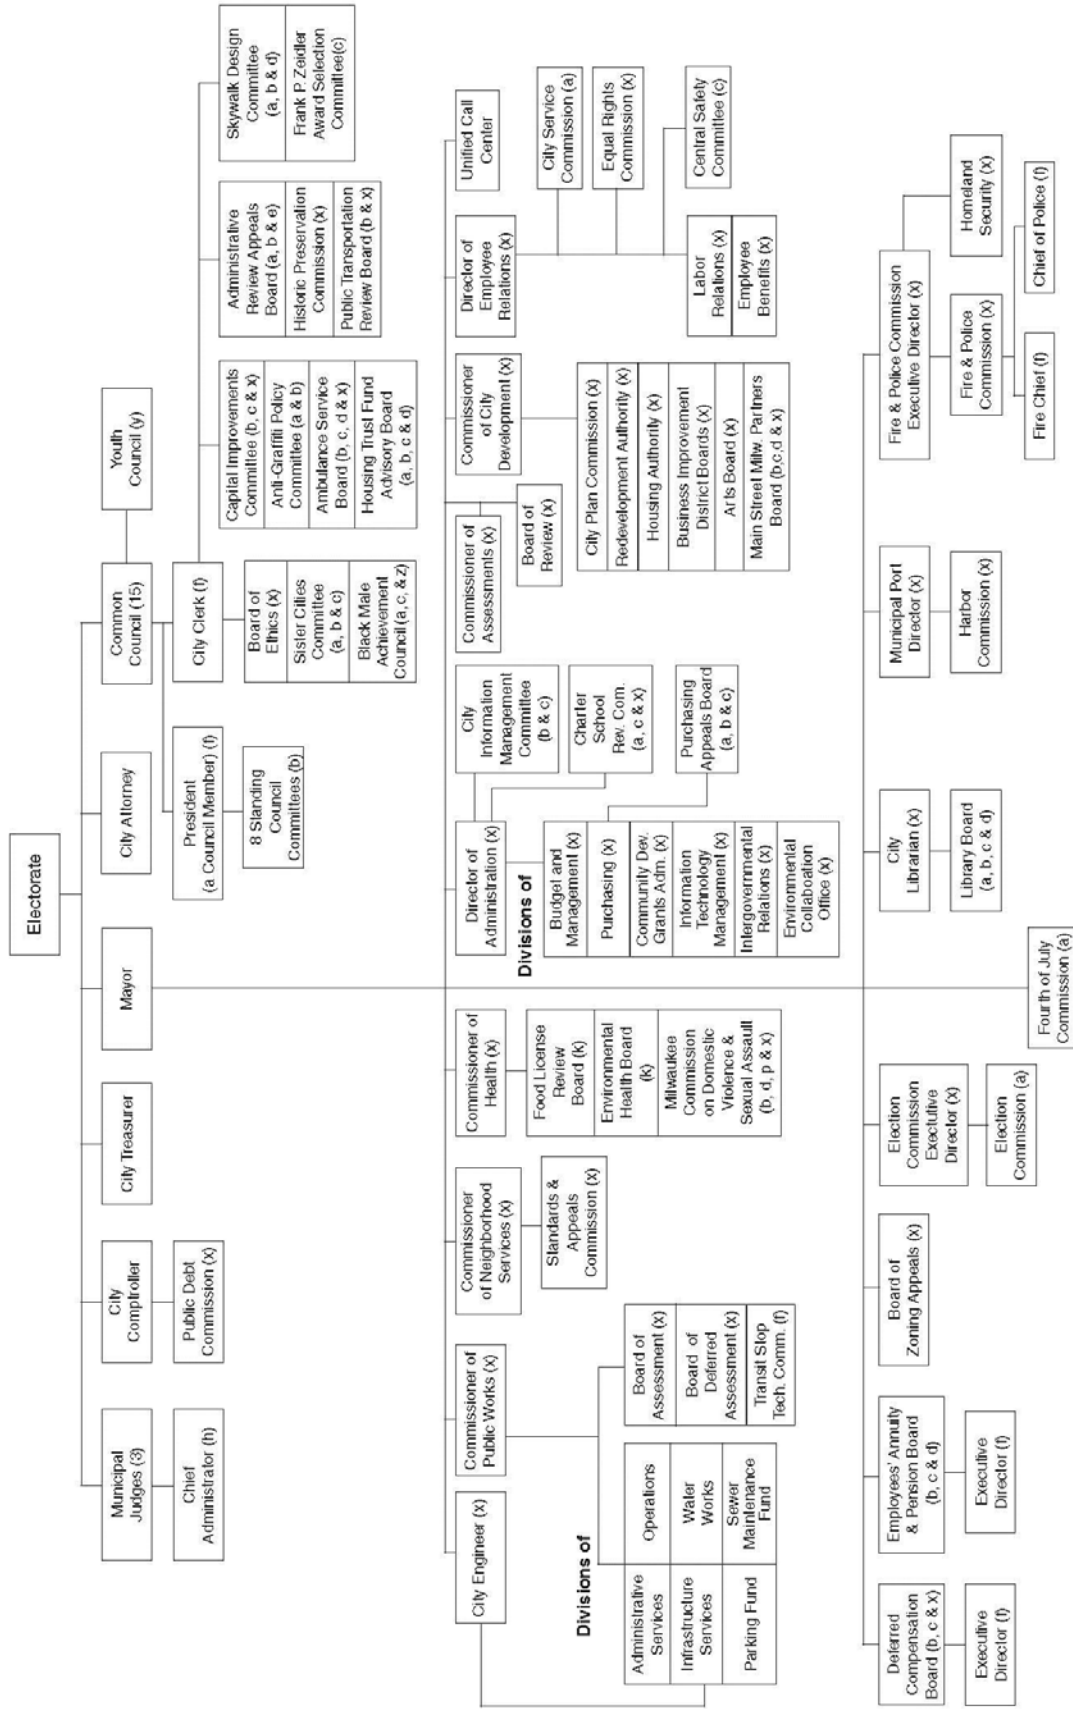 Electorate
Municipal
Judges (3)
City
Comptroller
City Treasurer
Mayor
City Attorney
Common
Council (15)
Youth
Council (y)
Chief
Administrator (h)
Public Debt
Commission (x)
President
(a Council Member) (f)
8 Standing
Council
Committees (b)
City Clerk (f)
Board of
Ethics (x)
Sister Cities
Committee
(a, b & c)
Black Male
Achievement
Council (a, c, & z)
Capital Improvements
Committee (b, c & x)
Anti-Graffiti Policy
Committee (a & b)
Ambulance Service
Board (b, c, d & x)
Housing Trust Fund
Advisory Board
(a, b, c & d)
Administrative
Review Appeals
Board (a, b & e)
Historic Preservation
Commission (x)
Public Transportation
Review Board (b & x)
Skywalk Design
Committee
(a, b & d)
Frank P. Zeidler
Award Selection
Committee(c)
City Engineer (x)
Commissioner of
Public Works (x)
Divisions of
Administrative
Services
Operations
Infrastructure
Services
Water
Works
Parking Fund
Sewer
Maintenance
Fund
Board of
Assessment (x)
Board of
Deferred
Assessment (x)
Transit Stop
Tech. Comm. (f)
Commissioner
of Neighborhood
Services (x)
Standards &
Appeals
Commission (x)
Commissioner of
Health (x)
Food License
Review
Board (k)
Environmental
Health Board
(k)
Milwaukee
Commission
on Domestic
Violence &
Sexual Assault
(b, d, p & x)
Director of
Administration (x)
Divisions of
Budget and
Management (x)
Purchasing (x)
Community Dev.
Grants Adm. (x)
Information
Technology
Management (x)
Intergovernmental
Relations (x)
Environmental
Collaboation
Office (x)
City
Information
Management
Committee
(b & c)
Charter
School
Rev. Com.
(a, c & x)
Purchasing
Appeals Board
(a, b & c)
Commissioner of
Assessments (x)
Board of
Review (x)
Commissioner
of City
Development (x)
City Plan Commission (x)
Redevelopment Authority (x)
Housing Authority (x)
Business Improvement
District Boards (x)
Arts Board (x)
Main Street Milw. Partners
Board (b,c,d & x)
Director of
Employee
Relations (x)
City Service
Commission (a)
Equal Rights
Commission (x)
Labor
Relations (x)
Employee
Benefits (x)
Central Safety
Committee (c)
Unified Call
Center
Deferred
Compensation
Board (b, c & x)
Executive
Director (f)
Employees' Annuity
& Pension Board
(b, c & d)
Executive
Director (f)
Board of
Zoning Appeals (x)
Election
Commission
Exectutive
Director (x)
Election
Commission (a)
Fourth of July
Commission (a)
City
Librarian (x)
Library Board
(a, b, c & d)
Municipal Port
Director (x)
Harbor
Commission (x)
Fire & Police Commission
Executive Director (x)
Fire & Police
Commission (x)
Homeland
Security (x)
Fire Chief (f)
Chief of Police (f)